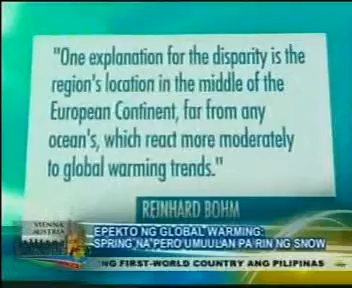 "One explanation for the disparity is the
region's location in the middle of the
European Continent, far from any
ocean's, which react more moderately
to global warming trends."
REINHARD BOHM
VIENNA
AUSTRIA
EPEKTO NG GLOBAL WARMING:
SPRING NA PERO UMUULAN PA RIN NG SNOW
NG FIRST-WORLD COUNTRY ANG PILIPINAS